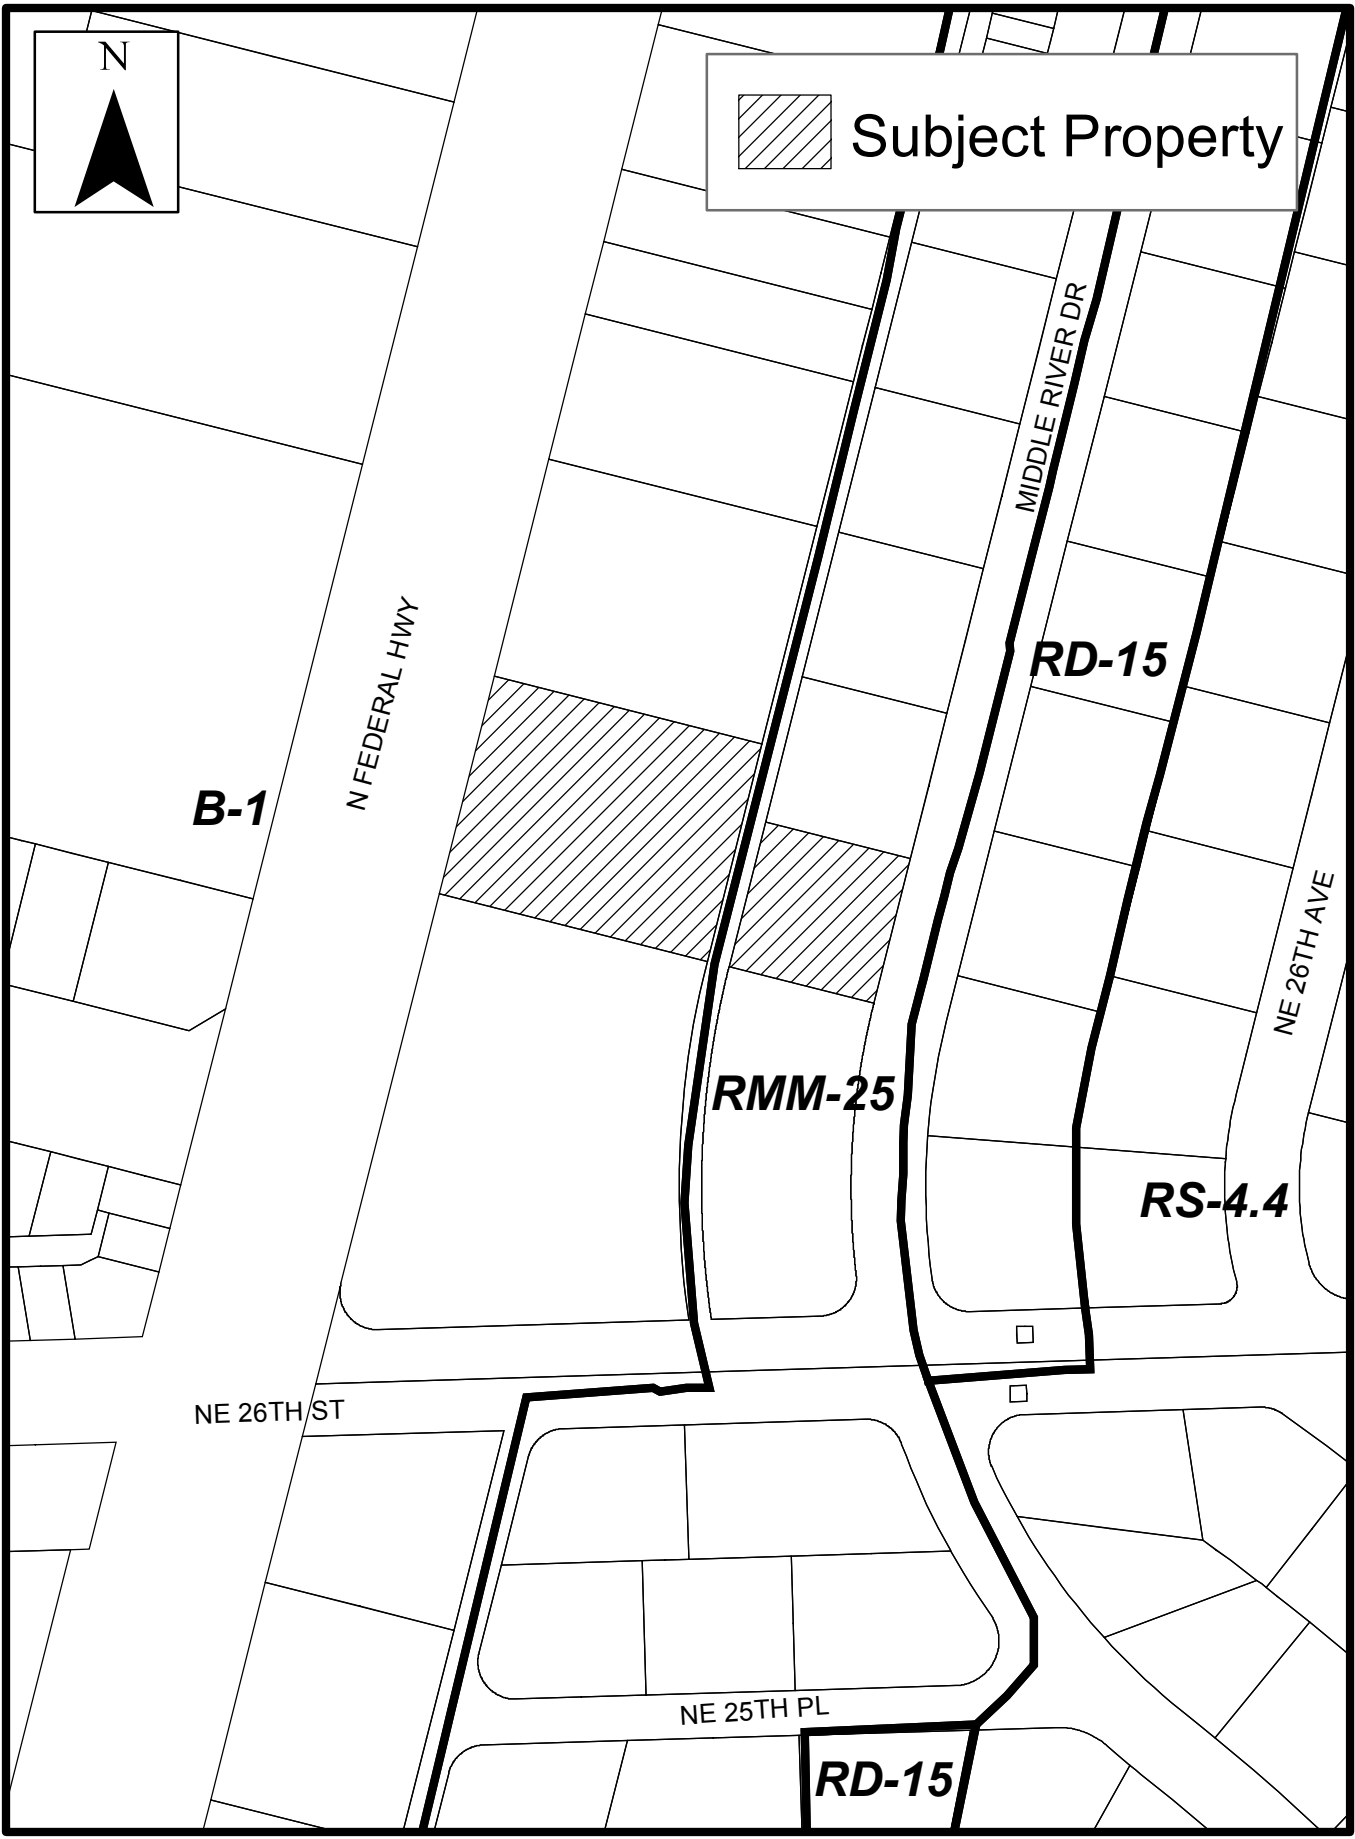 N
Subject Property
MIDDLE RIVER DR
RD-15
N FEDERAL HWY
B-1
NE 26TH AVE
RMM-25
RS-4.4
NE 26TH ST
NE 25TH PL
RD-15